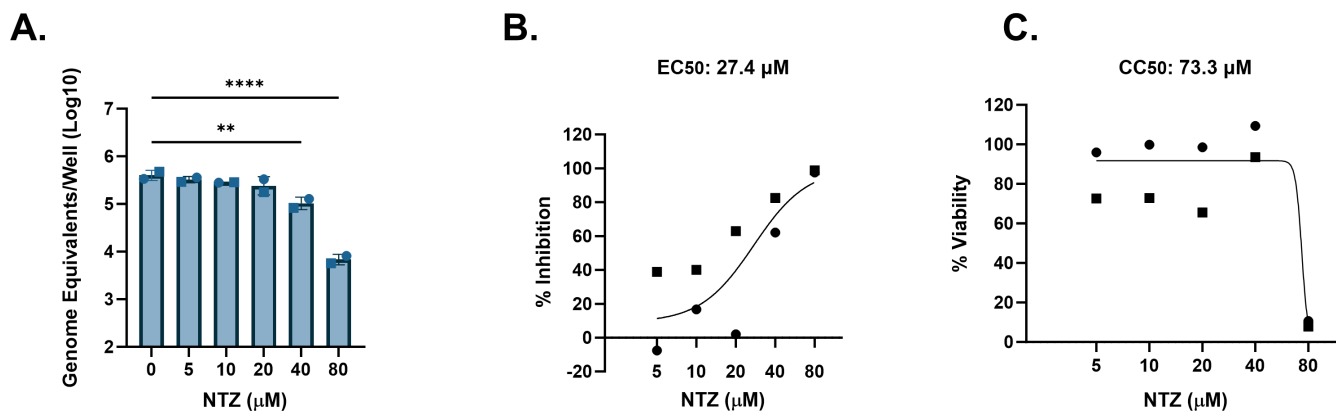 A.
****
**
Genome Equivalents/Well (Log10)
7
6
5
4
3
2
0 5 10 20 40 80
NTZ (μM)
B.
EC50: 27.4 μM
% Inhibition
120
100
80
60
40
20
0
-20
5 10 20 40 80
NTZ (μM)
C.
CC50: 73.3 μM
% Viability
120
100
80
60
40
20
0
5 10 20 40 80
NTZ (μM)